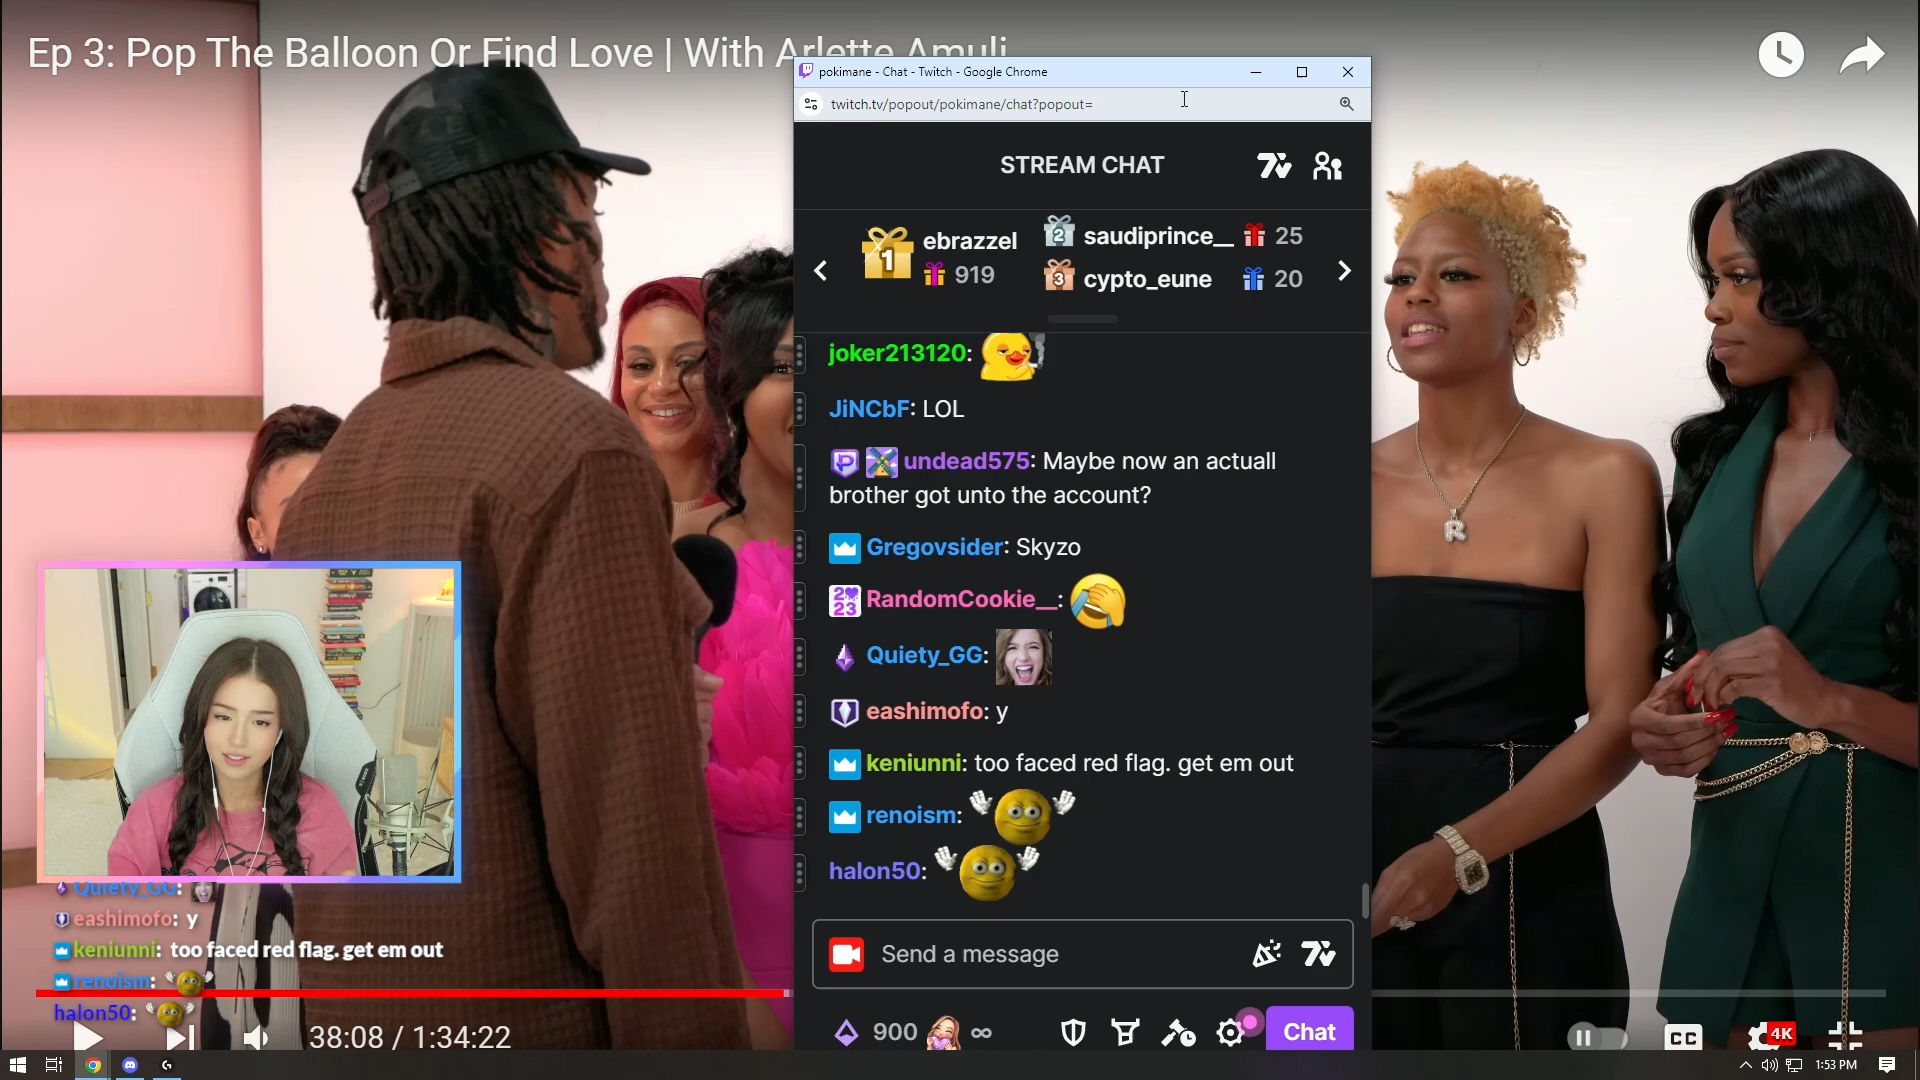 Ep 3: Pop The Balloon Or Find Love | With Arlette Amuli
pokimane - Chat - Twitch - Google Chrome
twitch.tv/popout/pokimane/chat?popout=
STREAM CHAT
1 ebrazzel
919
2 saudiprince__ 25
3 cypto_eune 20
joker213120:
JiNCbF: LOL
undead575: Maybe now an actuall
brother got unto the account?
Gregovsider: Skyzo
2023 RandomCookie__:
Quiety_GG:
eashimofo: y
keniunni: too faced red flag. get em out
renoism:
halon50:
Send a message
900 ∞
Chat
R
Quiety_GG:
eashimofo: y
keniunni: too faced red flag. get em out
renoism:
halon50:
38:08 / 1:34:22
CC
4K
1:53 PM